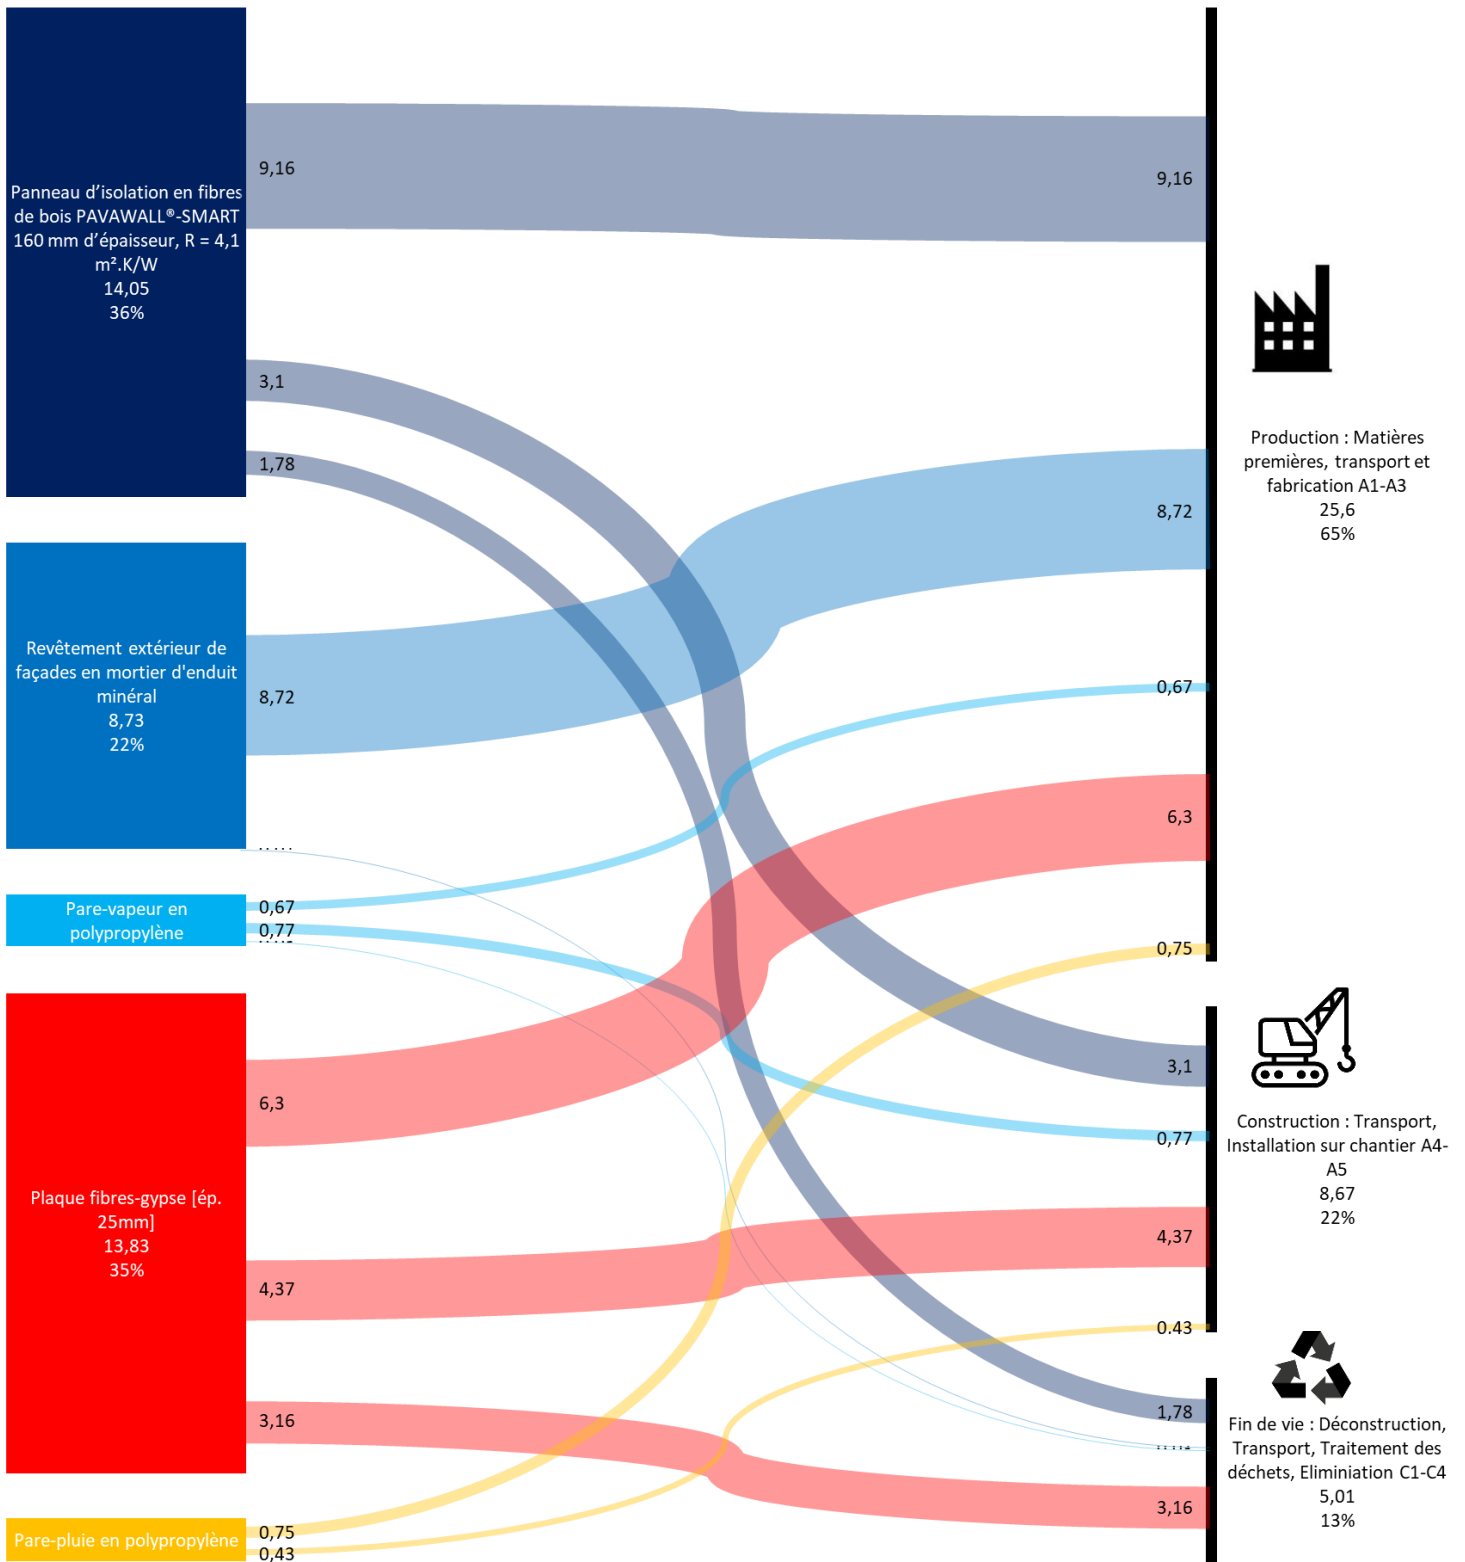 Panneau d’isolation en fibres
de bois PAVAWALL®-SMART
160 mm d’épaisseur, R = 4,1
m².K/W
14,05
36%
9,16
3,1
1,78
Revêtement extérieur de
façades en mortier d'enduit
minéral
8,73
22%
8,72
Pare-vapeur en
polypropylène
0,67
0,77
Plaque fibres-gypse [ép.
25mm]
13,83
35%
6,3
4,37
3,16
Pare-pluie en polypropylène
0,75
0,43
9,16
8,72
0,67
6,3
0,75
Production : Matières
premières, transport et
fabrication A1-A3
25,6
65%
3,1
0,77
4,37
0.43
Construction : Transport,
Installation sur chantier A4-
A5
8,67
22%
1,78
3,16
Fin de vie : Déconstruction,
Transport, Traitement des
déchets, Eliminiation C1-C4
5,01
13%